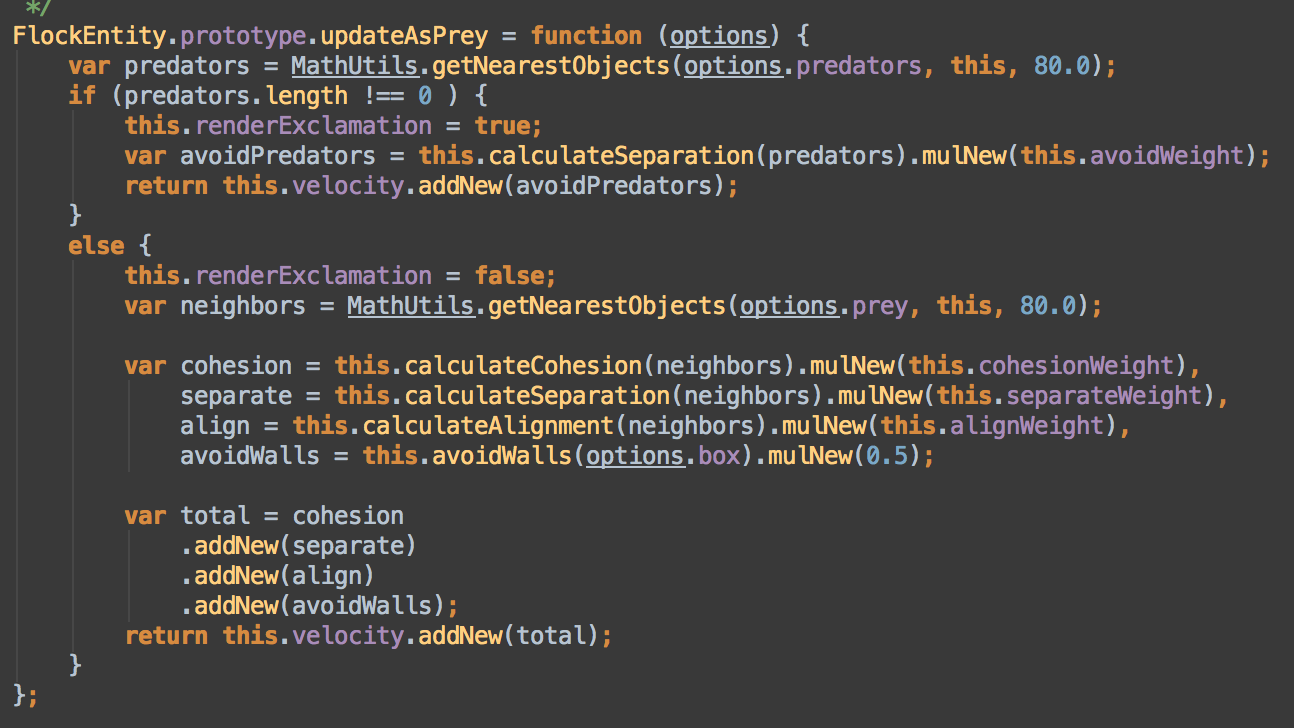 */
FlockEntity.prototype.updateAsPrey = function (options) {
    var predators = MathUtils.getNearestObjects(options.predators, this, 80.0);
    if (predators.length !== 0 ) {
        this.renderExclamation = true;
        var avoidPredators = this.calculateSeparation(predators).mulNew(this.avoidWeight);
        return this.velocity.addNew(avoidPredators);
    }
    else {
        this.renderExclamation = false;
        var neighbors = MathUtils.getNearestObjects(options.prey, this, 80.0);

        var cohesion = this.calculateCohesion(neighbors).mulNew(this.cohesionWeight),
            separate = this.calculateSeparation(neighbors).mulNew(this.separateWeight),
            align = this.calculateAlignment(neighbors).mulNew(this.alignWeight),
            avoidWalls = this.avoidWalls(options.box).mulNew(0.5);

        var total = cohesion
            .addNew(separate)
            .addNew(align)
            .addNew(avoidWalls);
        return this.velocity.addNew(total);
    }
};